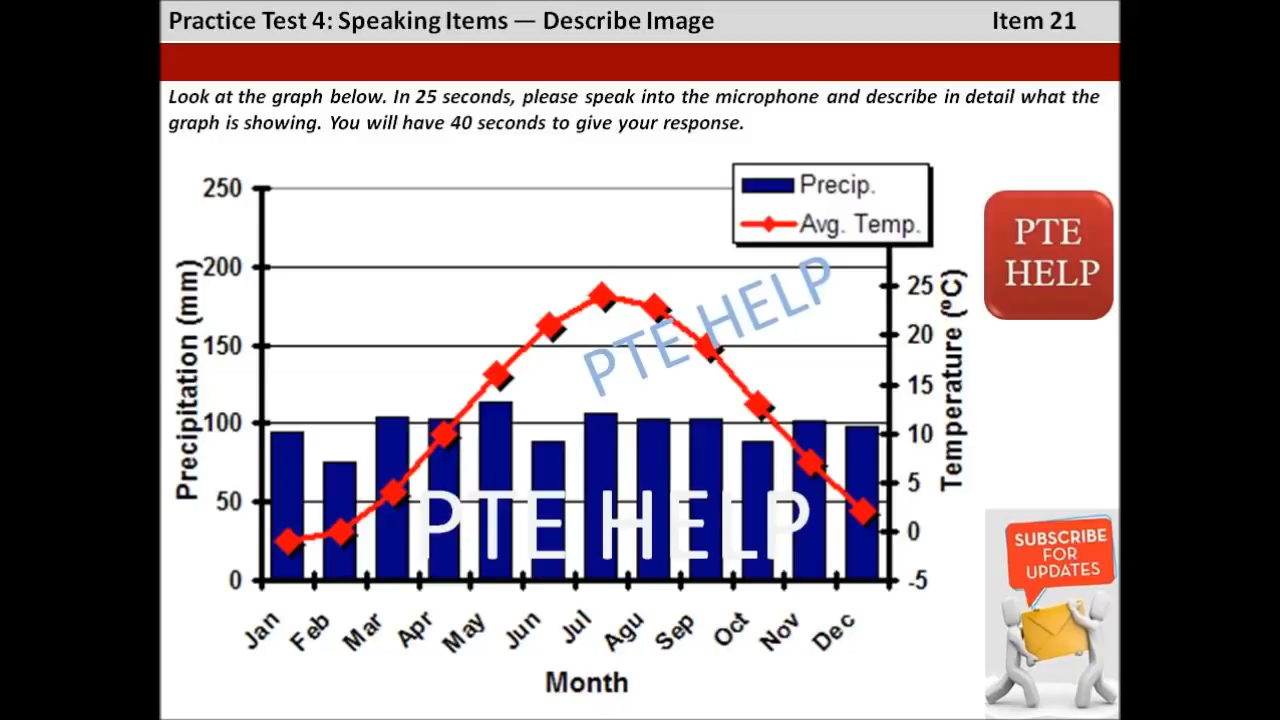 Practice Test 4: Speaking Items — Describe Image
Item 21
Look at the graph below. In 25 seconds, please speak into the microphone and describe in detail what the
graph is showing. You will have 40 seconds to give your response.
Precip.
Avg. Temp.
250
200
150
100
50
0
Precipitation (mm)
25
20
15
10
5
0
-5
Temperature (ºC)
Jan
Feb
Mar
Apr
May
Jun
Jul
Agu
Sep
Oct
Nov
Dec
Month
PTE HELP
PTE HELP
PTE
HELP
SUBSCRIBE
FOR
UPDATES